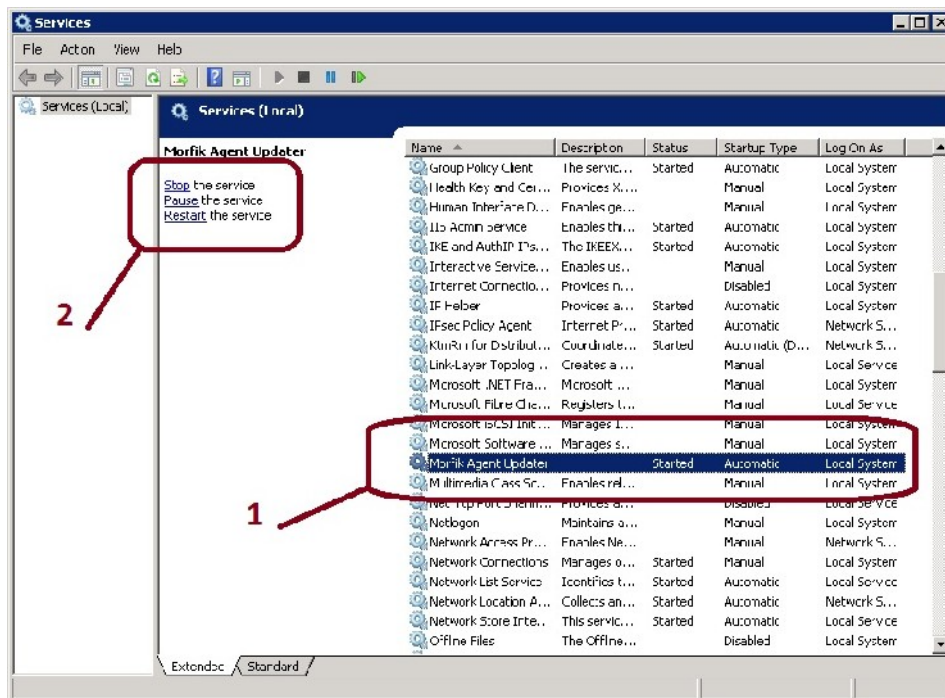 Services
File Action View Help
Services (Local)
Services (Local)
Morfik Agent Updater
Stop the service
Pause the service
Restart the service
2
1
Name Description Status Startup Type Log On As
Group Policy Client The servic... Started Automatic Local System
Health Key and Cer... Provides X.... Manual Local System
Human Interface D... Enables ge... Manual Local System
IIS Admin Service Enables thi... Started Automatic Local System
IKE and AuthIP IPs... The IKEEX... Started Automatic Local System
Interactive Service... Enables us... Manual Local System
Internet Connectio... Provides n... Disabled Local System
IP Helper Provides a... Started Automatic Local System
IPsec Policy Agent Internet Pr... Started Automatic Network S...
KtmRm for Distribut... Coordinate... Started Automatic (D... Network S...
Link-Layer Topolog... Creates a ... Manual Local Service
Microsoft .NET Fra... Microsoft ... Manual Local System
Microsoft Fibre Cha... Registers t... Manual Local Service
Microsoft iSCSI Init... Manages I... Manual Local System
Microsoft Software ... Manages s... Manual Local System
Morfik Agent Updater Started Automatic Local System
Multimedia Class Sc... Enables rel... Manual Local System
Net.Tcp Port Sharin... Provides a... Disabled Local Service
Netlogon Maintains a... Manual Local System
Network Access Pr... Enables Ne... Manual Network S...
Network Connections Manages o... Started Manual Local System
Network List Service Identifies t... Started Automatic Local Service
Network Location A... Collects an... Started Automatic Network S...
Network Store Inte... This servic... Started Automatic Local Service
Offline Files The Offline... Disabled Local System
Extended Standard